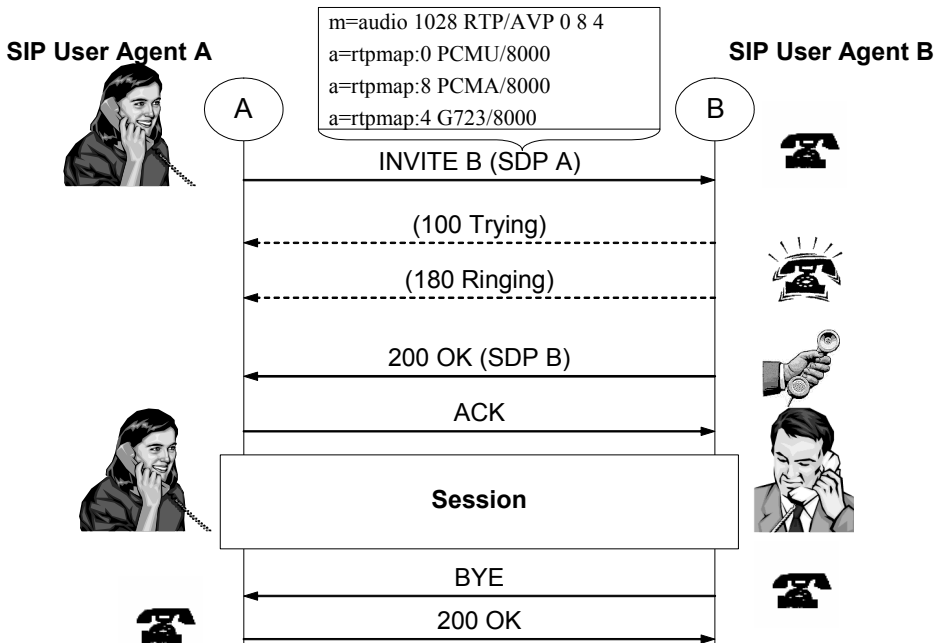 m=audio 1028 RTP/AVP 0 8 4
a=rtpmap:0 PCMU/8000
a=rtpmap:8 PCMA/8000
a=rtpmap:4 G723/8000
SIP User Agent A
SIP User Agent B
A
B
INVITE B (SDP A)
(100 Trying)
(180 Ringing)
200 OK (SDP B)
ACK
Session
BYE
200 OK